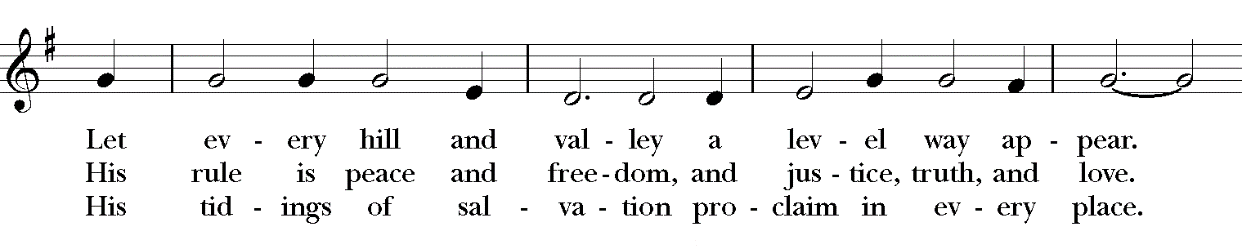 Let ev - ery hill and val - ley a lev - el way ap - pear.
His rule is peace and free - dom, and jus - tice, truth, and love.
His tid - ings of sal - va - tion pro - claim in ev - ery place.